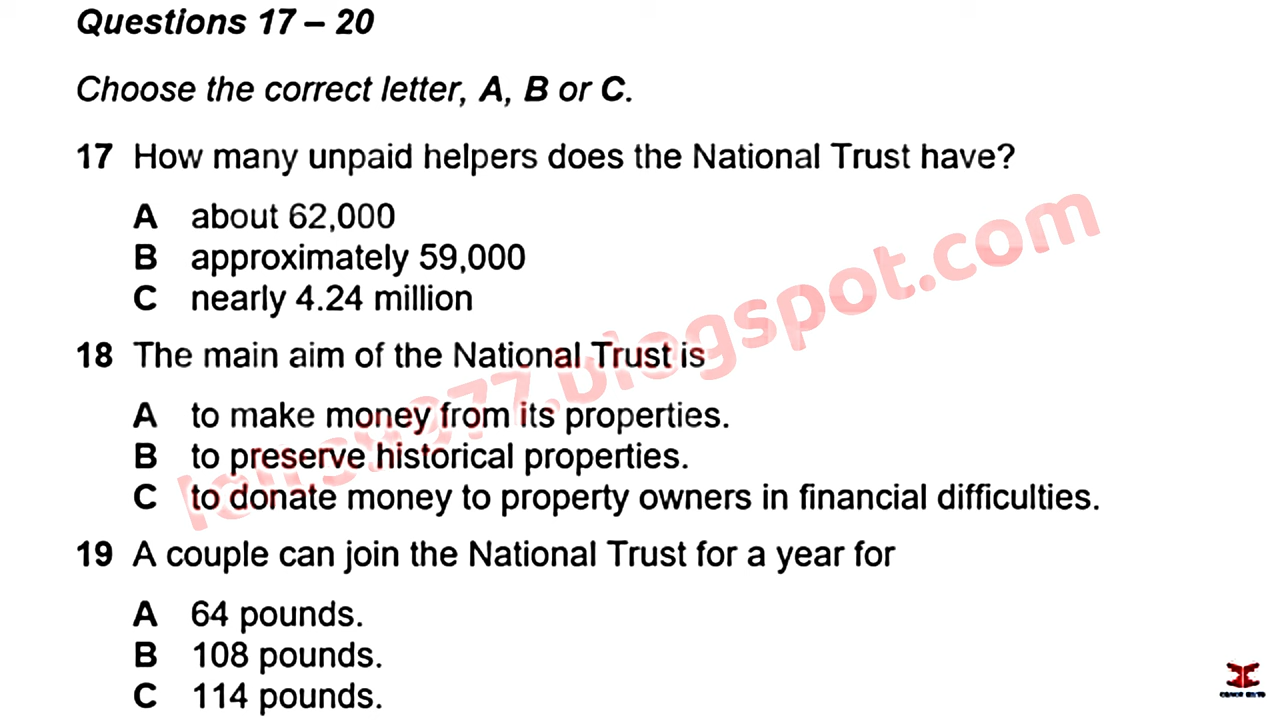 Questions 17 – 20
Choose the correct letter, A, B or C.
17 How many unpaid helpers does the National Trust have?
A about 62,000
B approximately 59,000
C nearly 4.24 million
18 The main aim of the National Trust is
A to make money from its properties.
B to preserve historical properties.
C to donate money to property owners in financial difficulties.
19 A couple can join the National Trust for a year for
A 64 pounds.
B 108 pounds.
C 114 pounds.
Ielts9877.blogspot.com